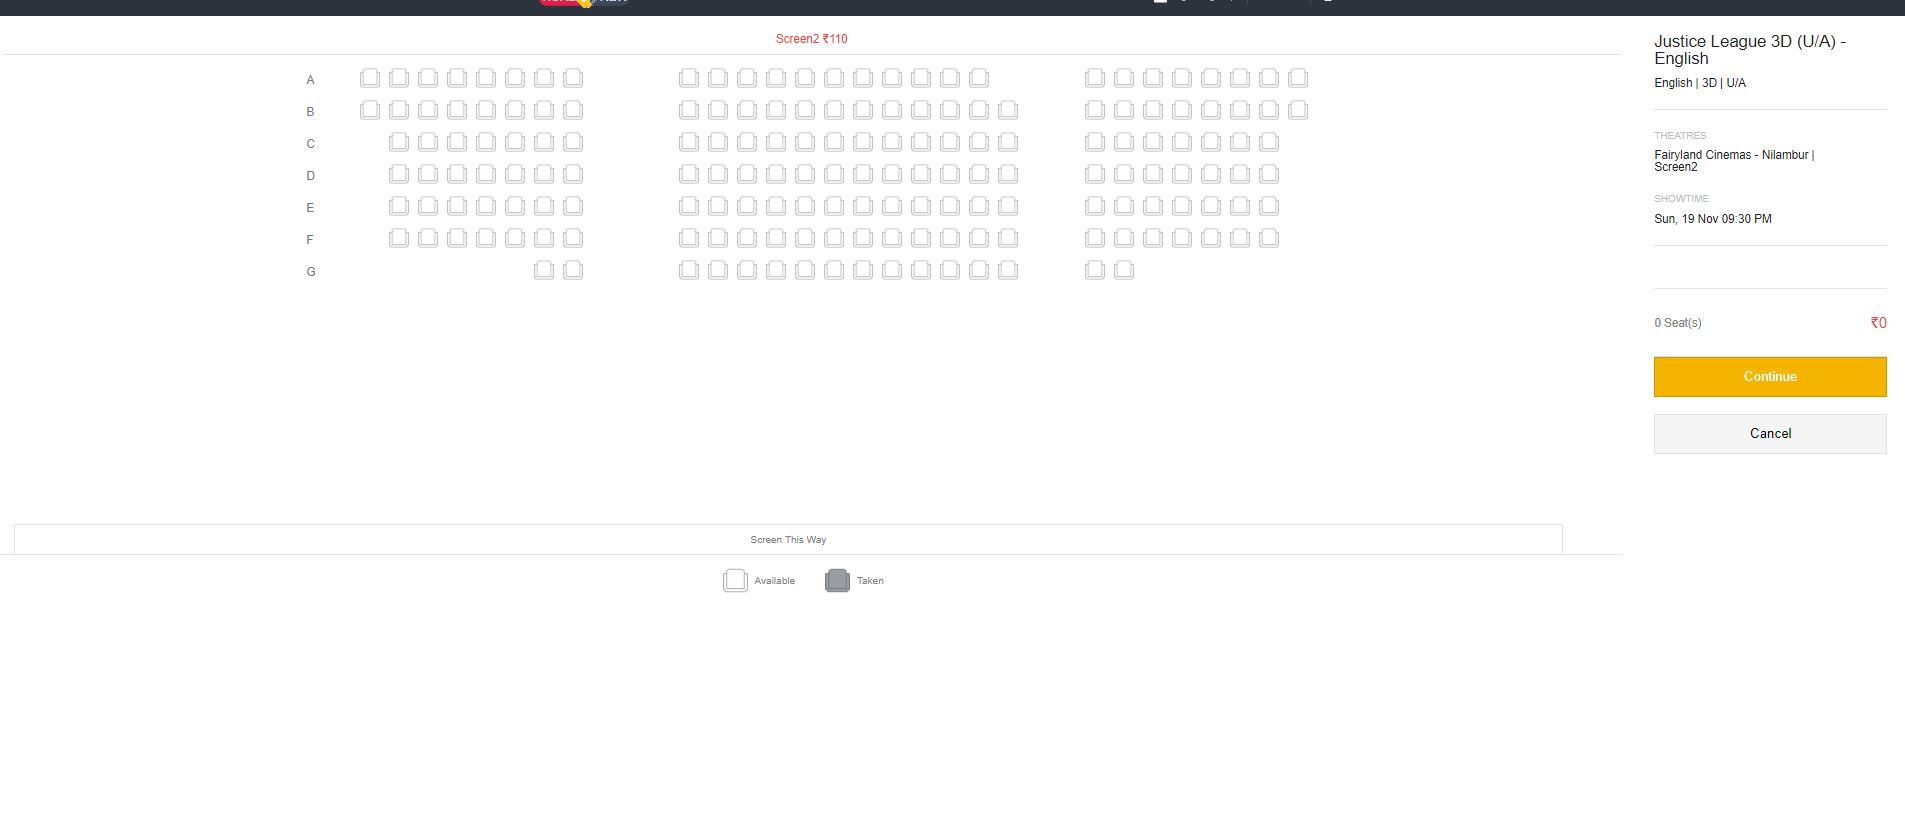 Screen2 ₹110
A
B
C
D
E
F
G
Screen This Way
Available
Taken
Justice League 3D (U/A) -
English
English | 3D | U/A
THEATRES
Fairyland Cinemas - Nilambur |
Screen2
SHOWTIME
Sun, 19 Nov 09:30 PM
0 Seat(s)
₹0
Continue
Cancel